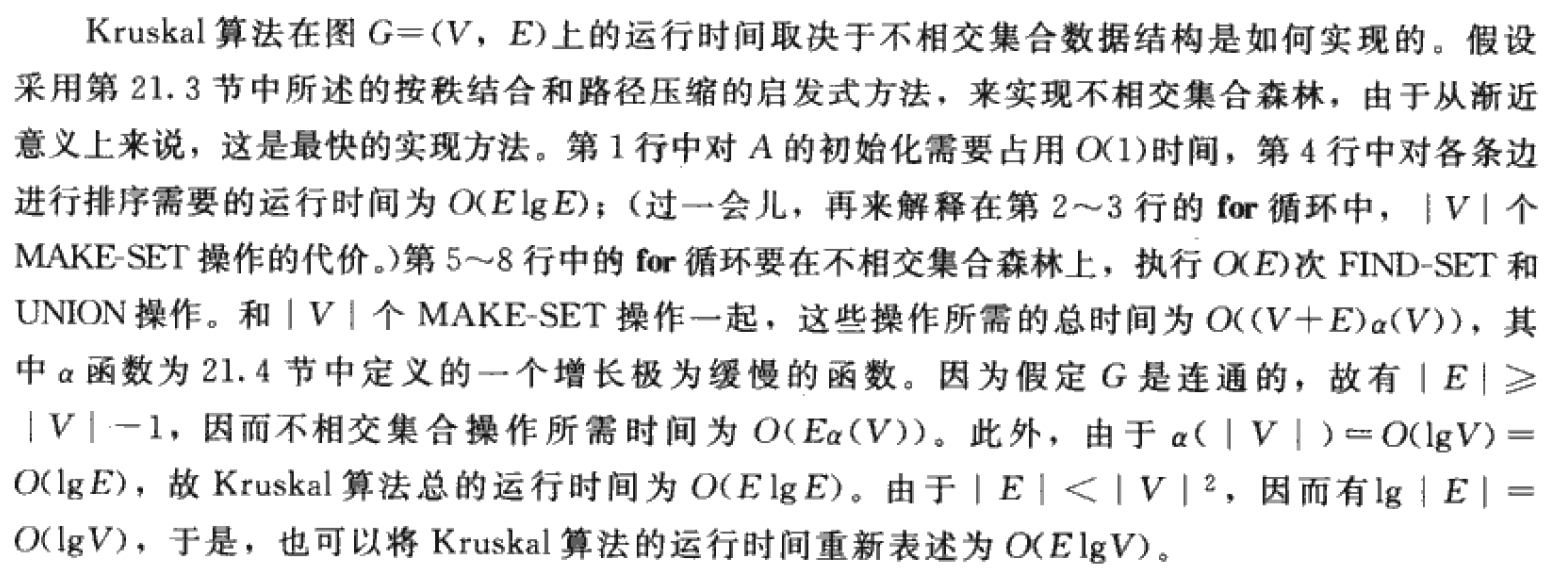 Kruskal 算法在图 G=(V, E)上的运行时间取决于不相交集合数据结构是如何实现的。假设
采用第 21.3 节中所述的按秩结合和路径压缩的启发式方法，来实现不相交集合森林，由于从渐近
意义上来说，这是最快的实现方法。第 1 行中对 A 的初始化需要占用 O(1)时间，第 4 行中对各条边
进行排序需要的运行时间为 O(E lg E)；(过一会儿，再来解释在第 2～3 行的 for 循环中，|V|个
MAKE-SET 操作的代价。)第 5～8 行中的 for 循环要在不相交集合森林上，执行 O(E)次 FIND-SET 和
UNION 操作。和|V|个 MAKE-SET 操作一起，这些操作所需的总时间为 O((V+E)α(V))，其
中 α 函数为 21.4 节中定义的一个增长极为缓慢的函数。因为假定 G 是连通的，故有|E|≥
|V|-1，因而不相交集合操作所需时间为 O(Eα(V))。此外，由于 α(|V|)=O(lg V)=
O(lg E)，故 Kruskal 算法总的运行时间为 O(E lg E)。由于|E|<|V|²，因而有 lg|E|=
O(lg V)，于是，也可以将 Kruskal 算法的运行时间重新表述为 O(E lg V)。